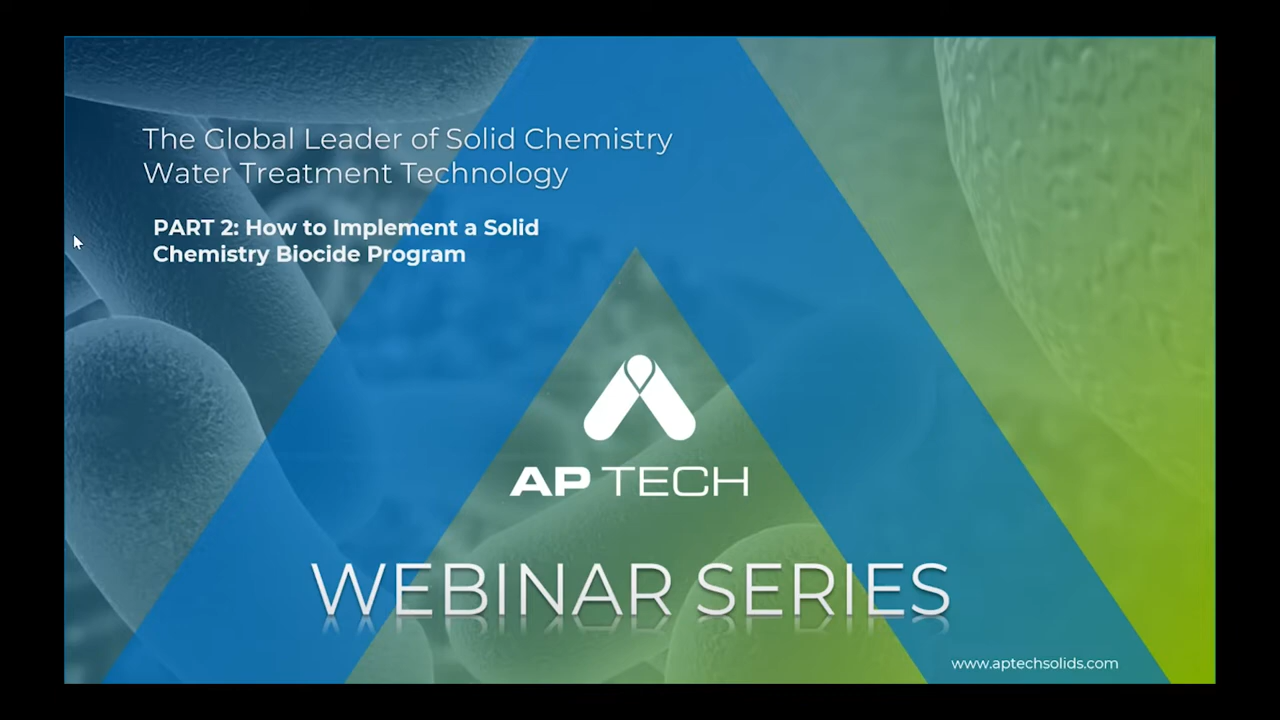 The Global Leader of Solid Chemistry
Water Treatment Technology
PART 2: How to Implement a Solid
Chemistry Biocide Program
AP TECH
WEBINAR SERIES
www.aptechsolids.com